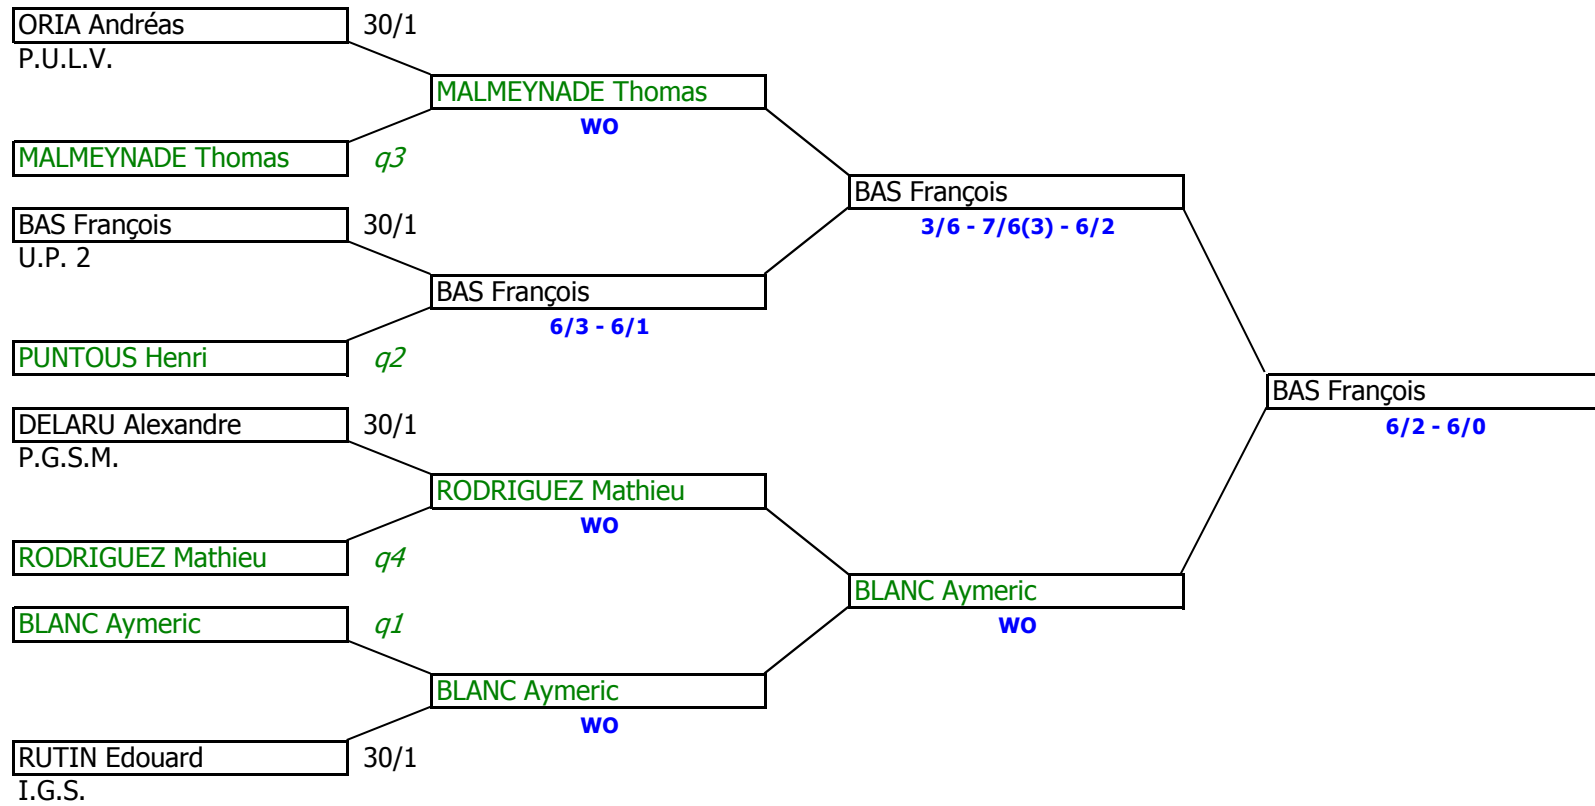 ORIA Andréas 30/1
P.U.L.V.
MALMEYNADE Thomas
WO
MALMEYNADE Thomas q3
BAS François
3/6 - 7/6(3) - 6/2
BAS François 30/1
U.P. 2
BAS François
6/3 - 6/1
PUNTOUS Henri q2
BAS François
6/2 - 6/0
DELARU Alexandre 30/1
P.G.S.M.
RODRIGUEZ Mathieu
WO
RODRIGUEZ Mathieu q4
BLANC Aymeric
WO
BLANC Aymeric q1
BLANC Aymeric
WO
RUTIN Edouard 30/1
I.G.S.